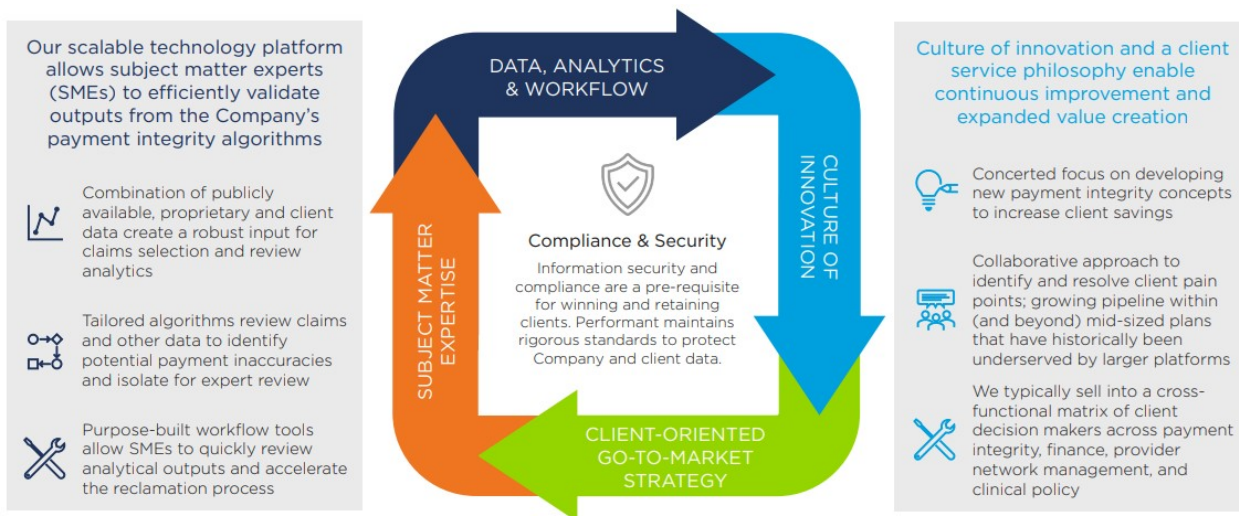 Our scalable technology platform
allows subject matter experts
(SMEs) to efficiently validate
outputs from the Company's
payment integrity algorithms
Combination of publicly
available, proprietary and client
data create a robust input for
claims selection and review
analytics
Tailored algorithms review claims
and other data to identify
potential payment inaccuracies
and isolate for expert review
Purpose-built workflow tools
allow SMEs to quickly review
analytical outputs and accelerate
the reclamation process
DATA, ANALYTICS
& WORKFLOW
CULTURE OF
INNOVATION
CLIENT-ORIENTED
GO-TO-MARKET
STRATEGY
SUBJECT MATTER
EXPERTISE
Compliance & Security
Information security and
compliance are a pre-requisite
for winning and retaining
clients. Performant maintains
rigorous standards to protect
Company and client data.
Culture of innovation and a client
service philosophy enable
continuous improvement and
expanded value creation
Concerted focus on developing
new payment integrity concepts
to increase client savings
Collaborative approach to
identify and resolve client pain
points; growing pipeline within
(and beyond) mid-sized plans
that have historically been
underserved by larger platforms
We typically sell into a cross-
functional matrix of client
decision makers across payment
integrity, finance, provider
network management, and
clinical policy